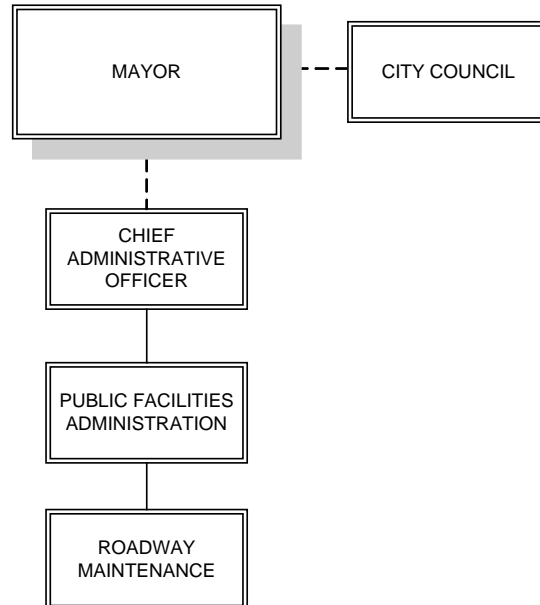 MAYOR
CITY COUNCIL
CHIEF
ADMINISTRATIVE
OFFICER
PUBLIC FACILITIES
ADMINISTRATION
ROADWAY
MAINTENANCE